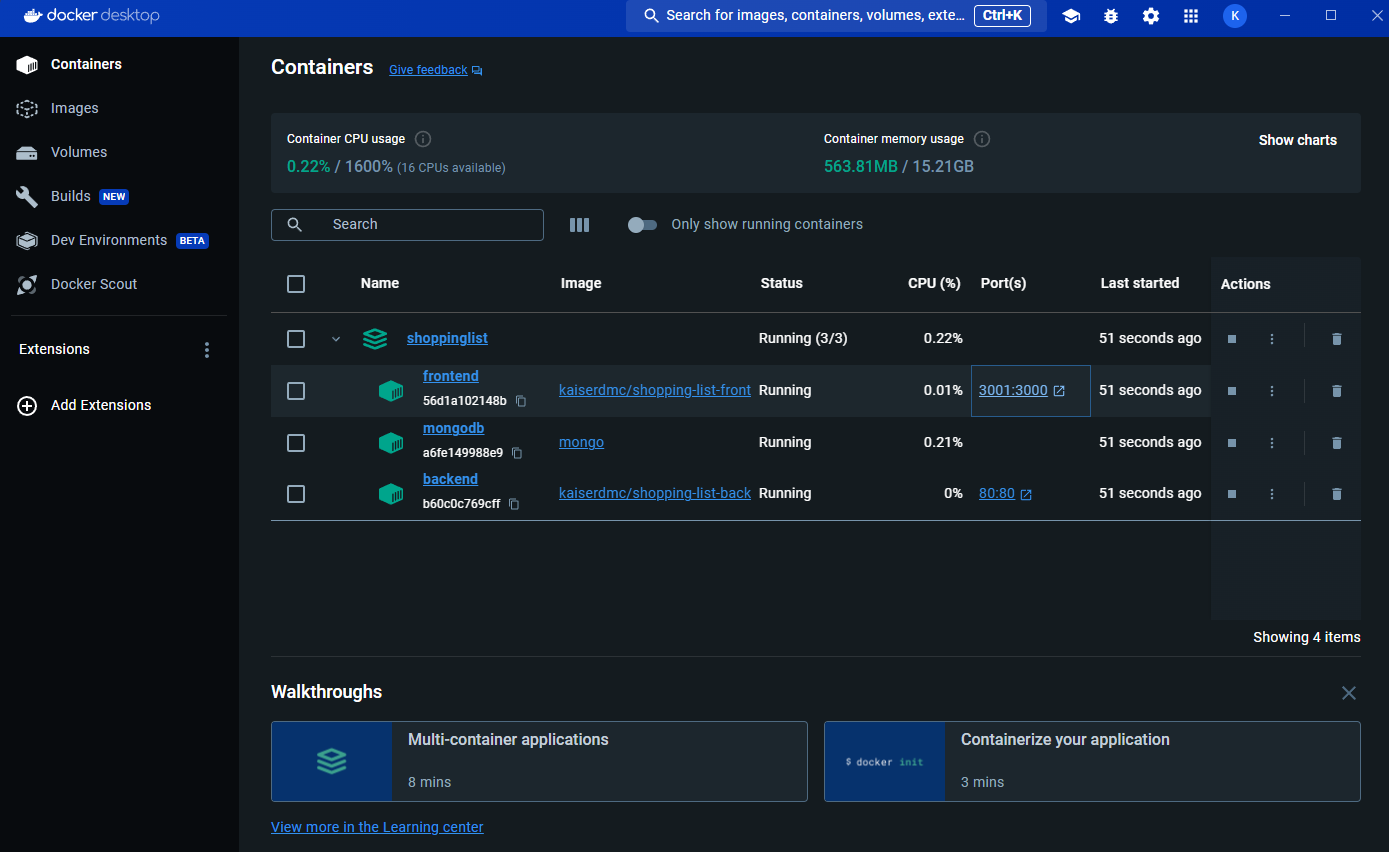 docker desktop
Search for images, containers, volumes, exte... Ctrl+K
K
Containers
Images
Volumes
Builds NEW
Dev Environments BETA
Docker Scout
Extensions
Add Extensions
Containers Give feedback
Container CPU usage
0.22% / 1600% (16 CPUs available)
Container memory usage
563.81MB / 15.21GB
Show charts
Search
Only show running containers
Name Image Status CPU (%) Port(s) Last started Actions
shoppinglist Running (3/3) 0.22% 51 seconds ago
frontend
56d1a102148b
kaiserdmc/shopping-list-front Running 0.01% 3001:3000 51 seconds ago
mongodb
a6fe149988e9
mongo Running 0.21% 51 seconds ago
backend
b60c0c769cff
kaiserdmc/shopping-list-back Running 0% 80:80 51 seconds ago
Showing 4 items
Walkthroughs
Multi-container applications
8 mins
$ docker init
Containerize your application
3 mins
View more in the Learning center